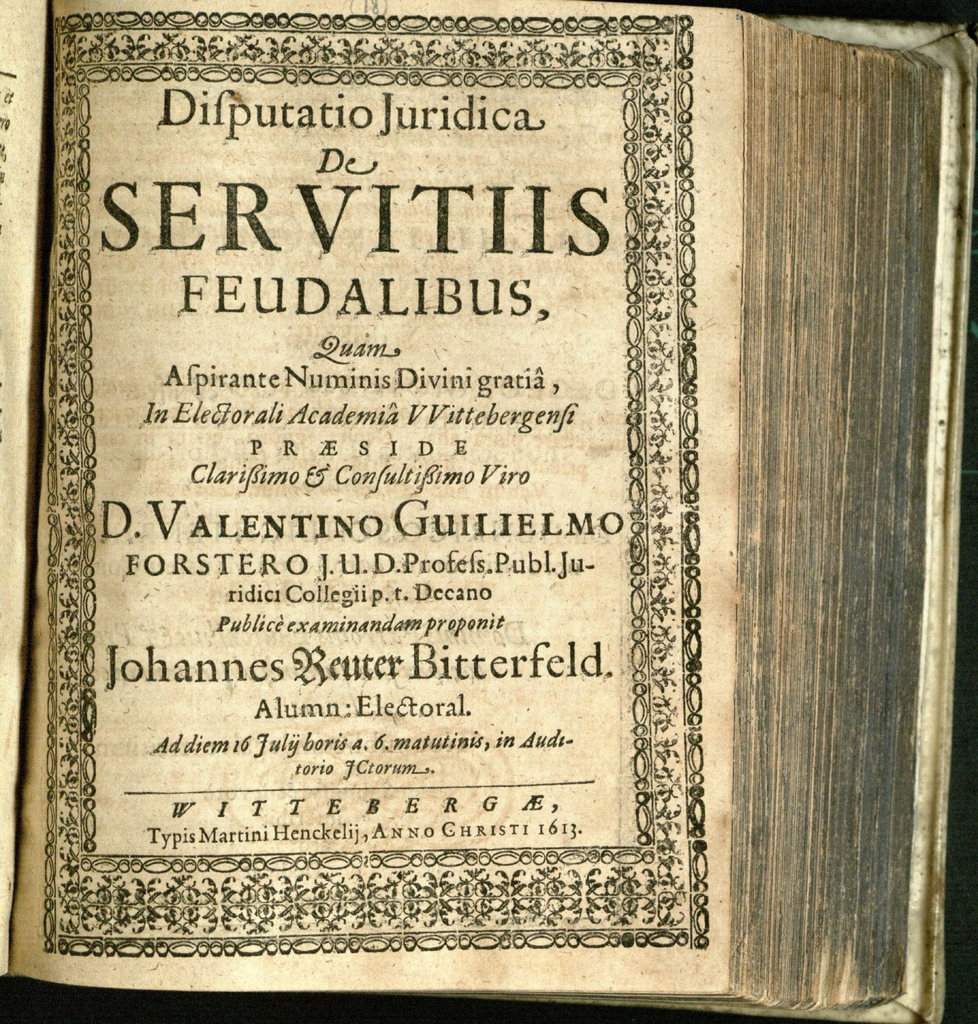 Disputatio Juridica
De
SERVITIIS
FEUDALIBUS,
Quam
Aſpirante Numinis Divini gratiâ,
In Electorali Academiâ VVittebergenſi
PRÆSIDE
Clarißimo & Conſultißimo Viro
D. VALENTINO GUILIELMO
FORSTERO J. U. D. Profeſs. Publ. Ju-
ridici Collegii p. t. Decano
Publicè examinandam proponit
Johannes Reuter Bitterfeld.
Alumn: Electoral.
Ad diem 16 Julij horis a. 6. matutinis, in Audi-
torio JCtorum.
WITTEBERGÆ,
Typis Martini Henckelij, ANNO CHRISTI 1613.